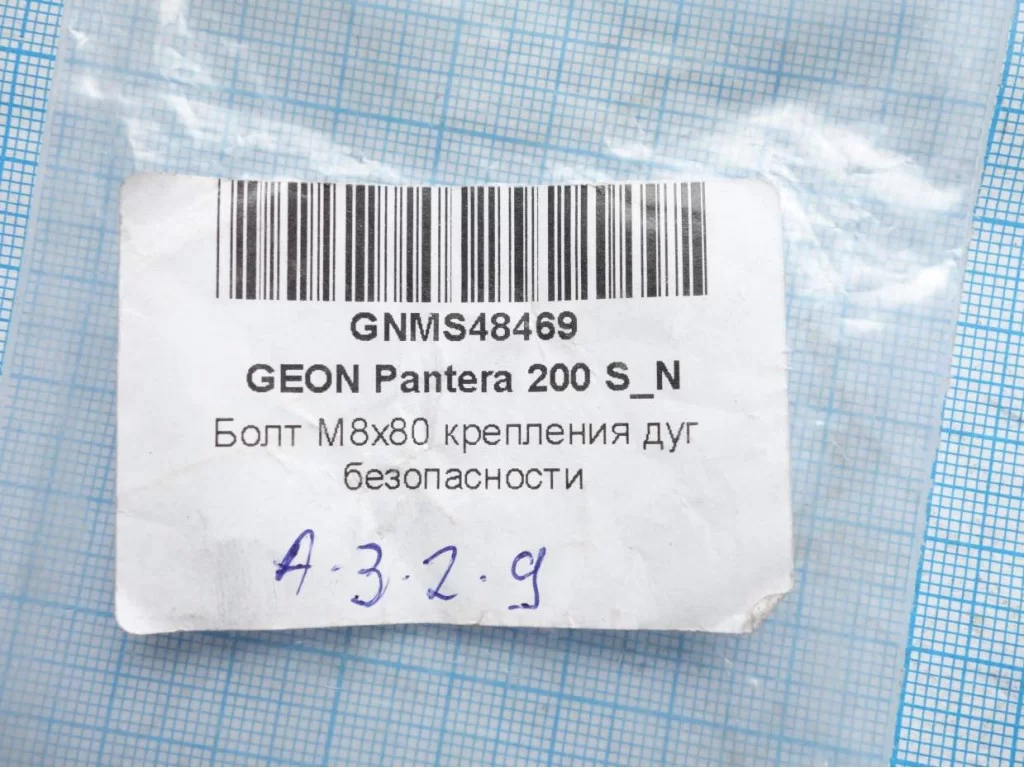 GNMS48469
GEON Pantera 200 S_N
Болт М8х80 крепления дуг
безопасности
А.3.2.9